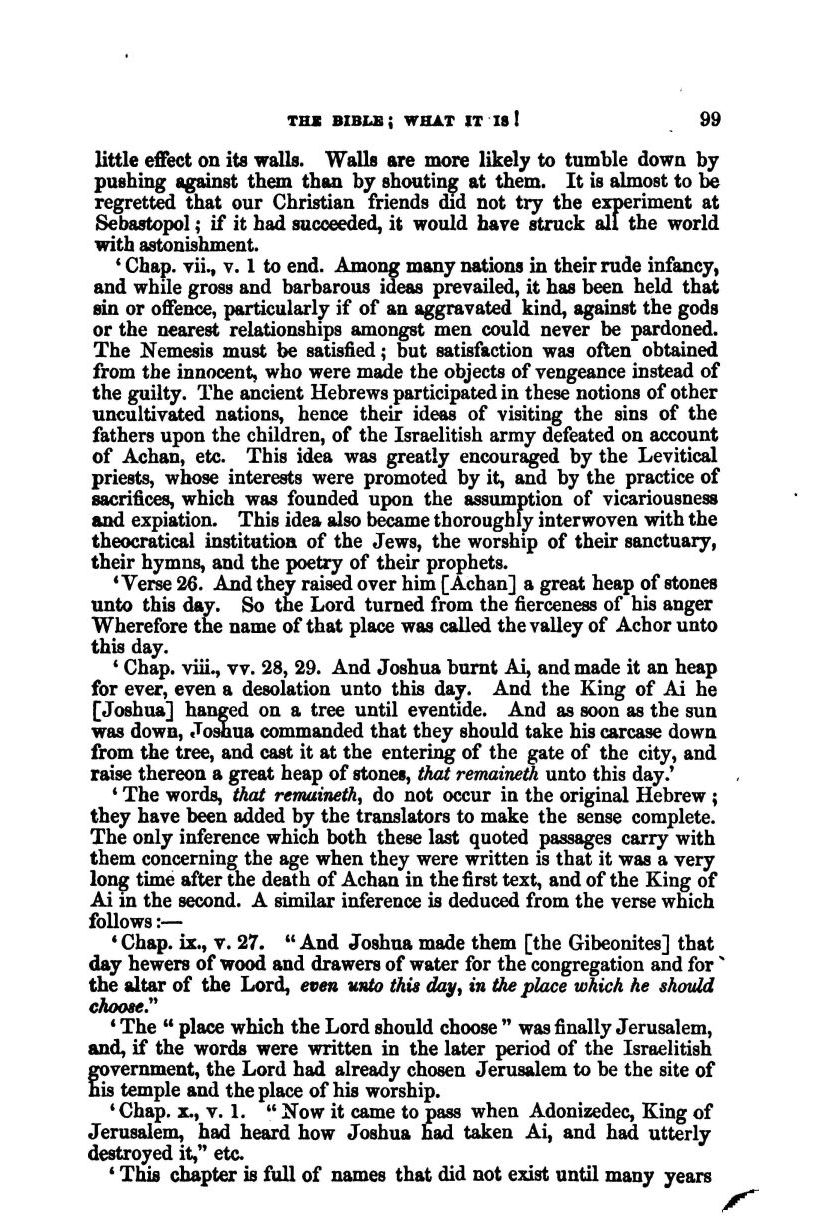 THE BIBLE; WHAT IT IS! 99
little effect on its walls. Walls are more likely to tumble down by
pushing against them than by shouting at them. It is almost to be
regretted that our Christian friends did not try the experiment at
Sebastopol; if it had succeeded, it would have struck all the world
with astonishment.
‘Chap. vii., v. 1 to end. Among many nations in their rude infancy,
and while gross and barbarous ideas prevailed, it has been held that
sin or offence, particularly if of an aggravated kind, against the gods
or the nearest relationships amongst men could never be pardoned.
The Nemesis must be satisfied; but satisfaction was often obtained
from the innocent, who were made the objects of vengeance instead of
the guilty. The ancient Hebrews participated in these notions of other
uncultivated nations, hence their ideas of visiting the sins of the
fathers upon the children, of the Israelitish army defeated on account
of Achan, etc. This idea was greatly encouraged by the Levitical
priests, whose interests were promoted by it, and by the practice of
sacrifices, which was founded upon the assumption of vicariousness
and expiation. This idea also became thoroughly interwoven with the
theocratical institution of the Jews, the worship of their sanctuary,
their hymns, and the poetry of their prophets.
‘Verse 26. And they raised over him [Achan] a great heap of stones
unto this day. So the Lord turned from the fierceness of his anger
Wherefore the name of that place was called the valley of Achor unto
this day.
‘Chap. viii., vv. 28, 29. And Joshua burnt Ai, and made it an heap
for ever, even a desolation unto this day. And the King of Ai he
[Joshua] hanged on a tree until eventide. And as soon as the sun
was down, Joshua commanded that they should take his carcase down
from the tree, and cast it at the entering of the gate of the city, and
raise thereon a great heap of stones, that remaineth unto this day.’
‘The words, that remaineth, do not occur in the original Hebrew;
they have been added by the translators to make the sense complete.
The only inference which both these last quoted passages carry with
them concerning the age when they were written is that it was a very
long time after the death of Achan in the first text, and of the King of
Ai in the second. A similar inference is deduced from the verse which
follows:—
‘Chap. ix., v. 27. “And Joshua made them [the Gibeonites] that
day hewers of wood and drawers of water for the congregation and for
the altar of the Lord, even unto this day, in the place which he should
choose.”
‘The “place which the Lord should choose” was finally Jerusalem,
and, if the words were written in the later period of the Israelitish
government, the Lord had already chosen Jerusalem to be the site of
his temple and the place of his worship.
‘Chap. x., v. 1. “Now it came to pass when Adonizedec, King of
Jerusalem, had heard how Joshua had taken Ai, and had utterly
destroyed it,” etc.
‘This chapter is full of names that did not exist until many years